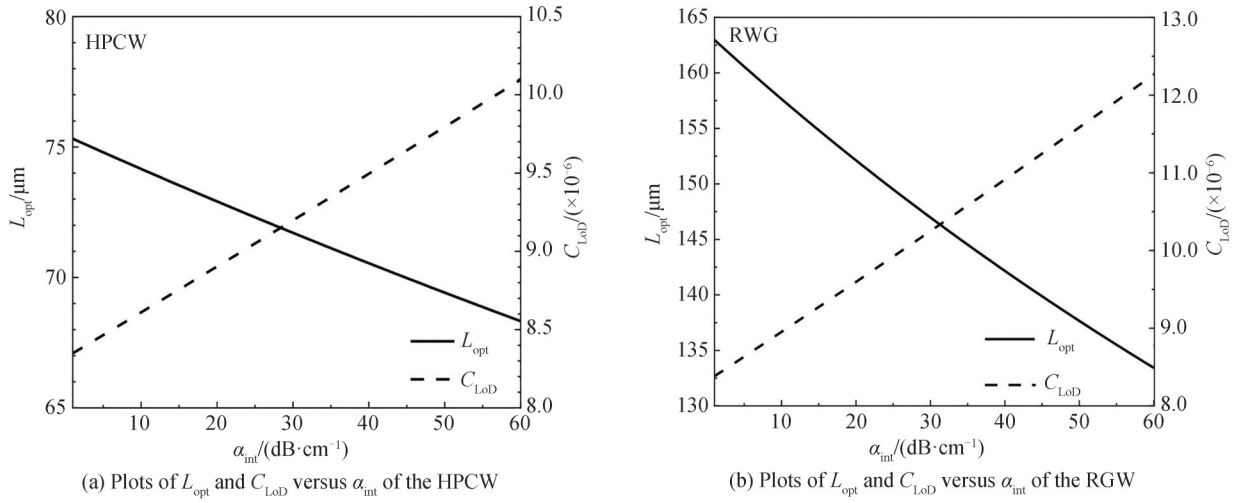 HPCW
80
75
70
65
L_opt/μm
10.5
10.0
9.5
9.0
8.5
8.0
C_LoD/(×10⁻⁶)
L_opt
C_LoD
10 20 30 40 50 60
α_int/(dB·cm⁻¹)
(a) Plots of L_opt and C_LoD versus α_int of the HPCW
RWG
165
162
155
150
145
140
135
130
L_opt/μm
13.0
12.0
11.0
10.0
9.0
8.0
C_LoD/(×10⁻⁶)
L_opt
C_LoD
10 20 30 40 50 60
α_int/(dB·cm⁻¹)
(b) Plots of L_opt and C_LoD versus α_int of the RGW